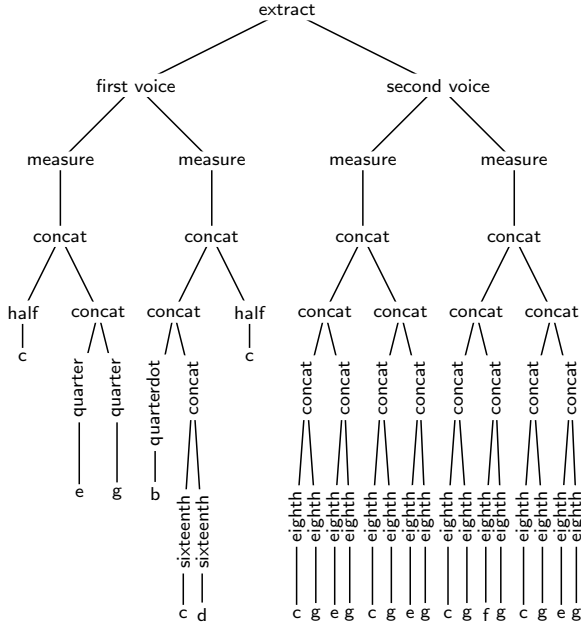 extract
first voice second voice
measure measure measure measure
concat concat concat concat
half concat concat half concat concat concat concat
c c
quarter quarter quarterdot concat concat concat concat concat concat concat concat concat
e g b
sixteenth sixteenth eighth eighth eighth eighth eighth eighth eighth eighth eighth eighth eighth eighth eighth eighth eighth eighth
c d c g e g c g e g c g f g c g e g